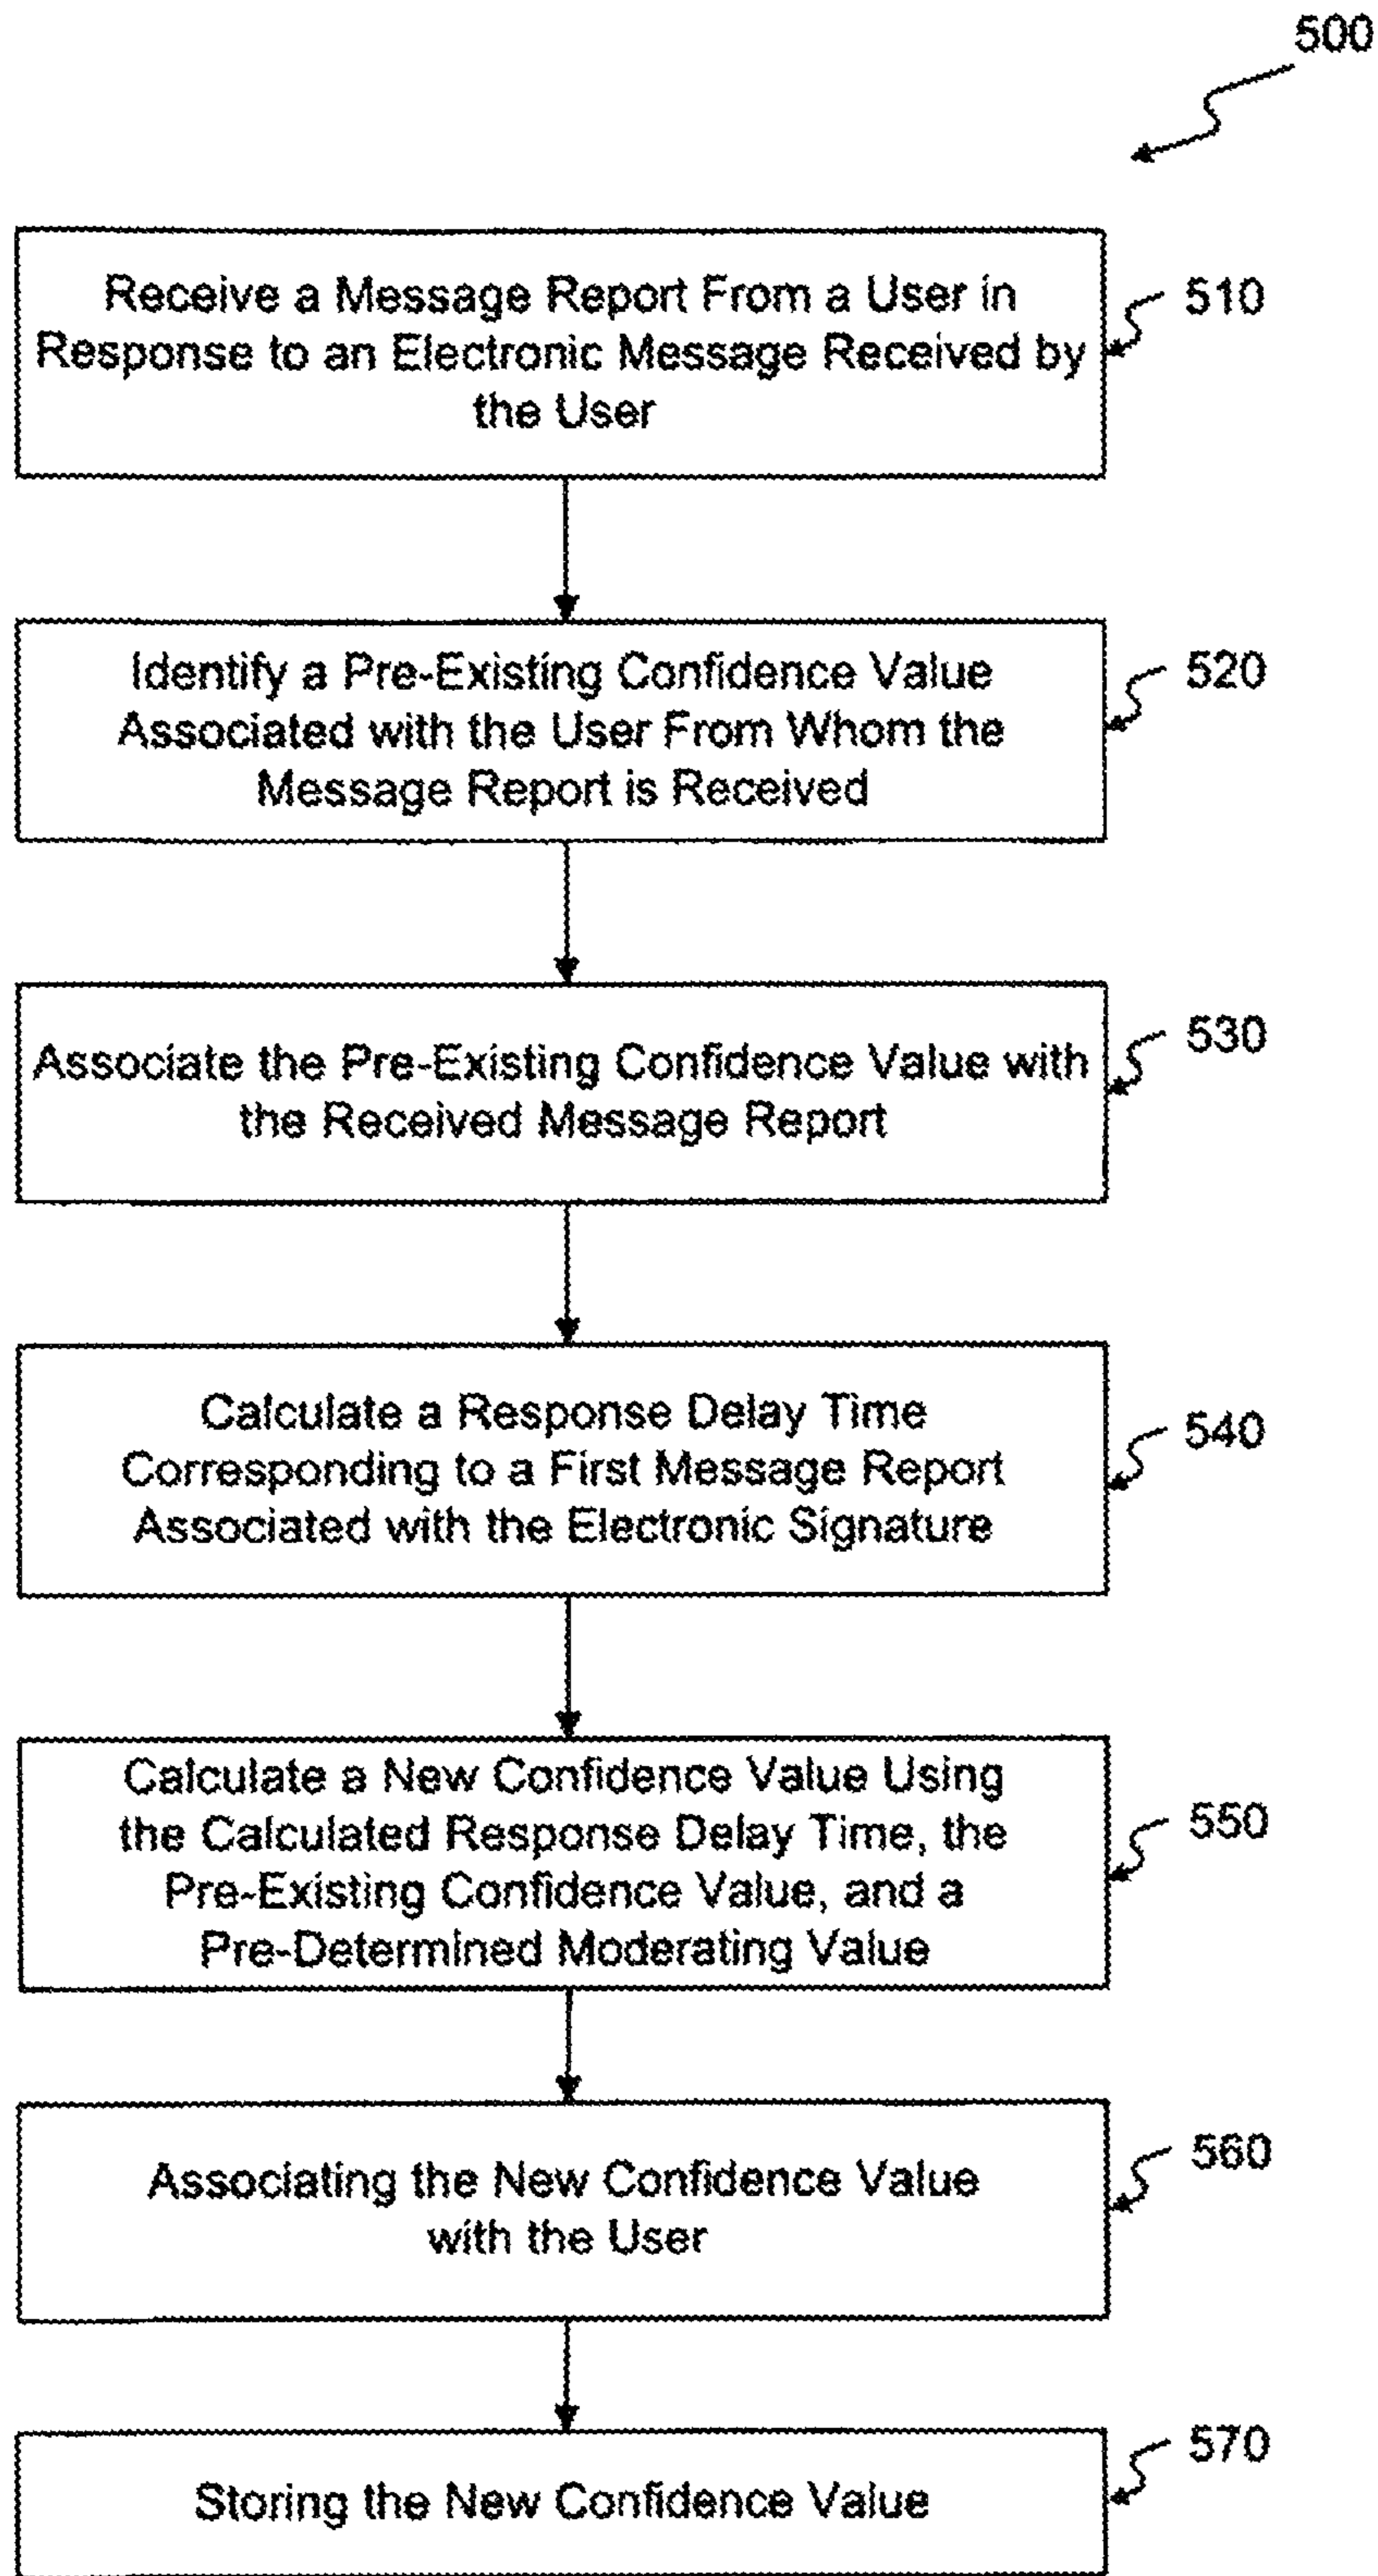 500
Receive a Message Report From a User in
Response to an Electronic Message Received by
the User
510
Identify a Pre-Existing Confidence Value
Associated with the User From Whom the
Message Report is Received
520
Associate the Pre-Existing Confidence Value with
the Received Message Report
530
Calculate a Response Delay Time
Corresponding to a First Message Report
Associated with the Electronic Signature
540
Calculate a New Confidence Value Using
the Calculated Response Delay Time, the
Pre-Existing Confidence Value, and a
Pre-Determined Moderating Value
550
Associating the New Confidence Value
with the User
560
Storing the New Confidence Value
570